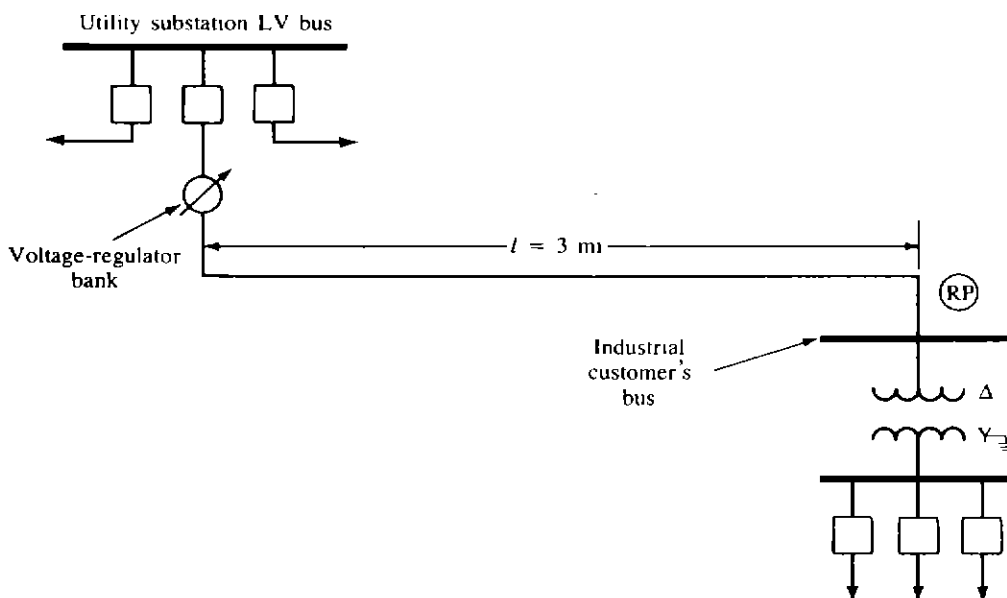 Utility substation LV bus
Voltage-regulator
bank
l = 3 mi
RP
Industrial
customer's
bus
Δ
Y